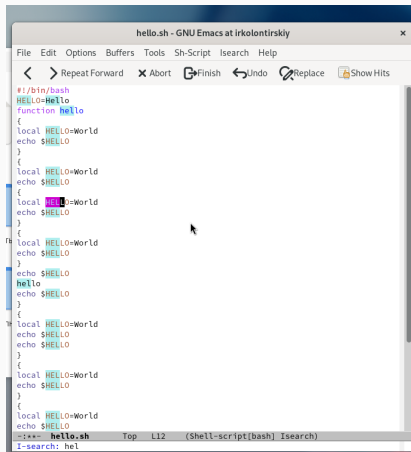 hello.sh - GNU Emacs at irkolontirskiy
File Edit Options Buffers Tools Sh-Script Isearch Help
Repeat Forward Abort Finish Undo Replace Show Hits
#!/bin/bash
HELLO=Hello
function hello
{
local HELLO=World
echo $HELLO
}
{
local HELLO=World
echo $HELLO
{
local HELLO=World
echo $HELLO
}
{
local HELLO=World
echo $HELLO
}
echo $HELLO
hello
echo $HELLO
}
{
local HELLO=World
echo $HELLO
echo $HELLO
}
{
local HELLO=World
echo $HELLO
}
{
local HELLO=World
echo $HELLO
-:**- hello.sh Top L12 (Shell-script[bash] Isearch)
I-search: hel